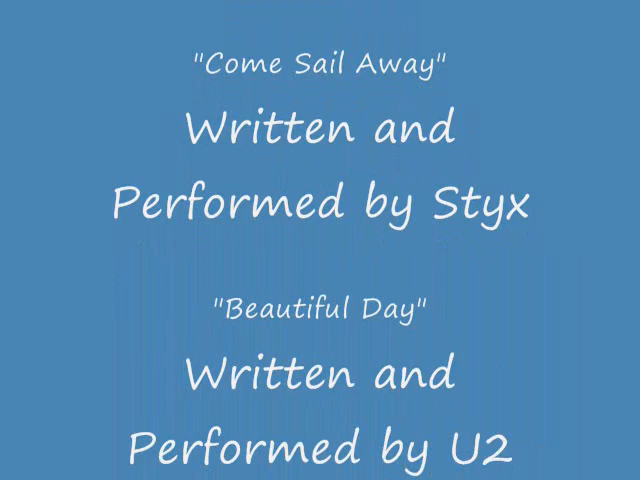 "Come Sail Away"
Written and
Performed by Styx
"Beautiful Day"
Written and
Performed by U2